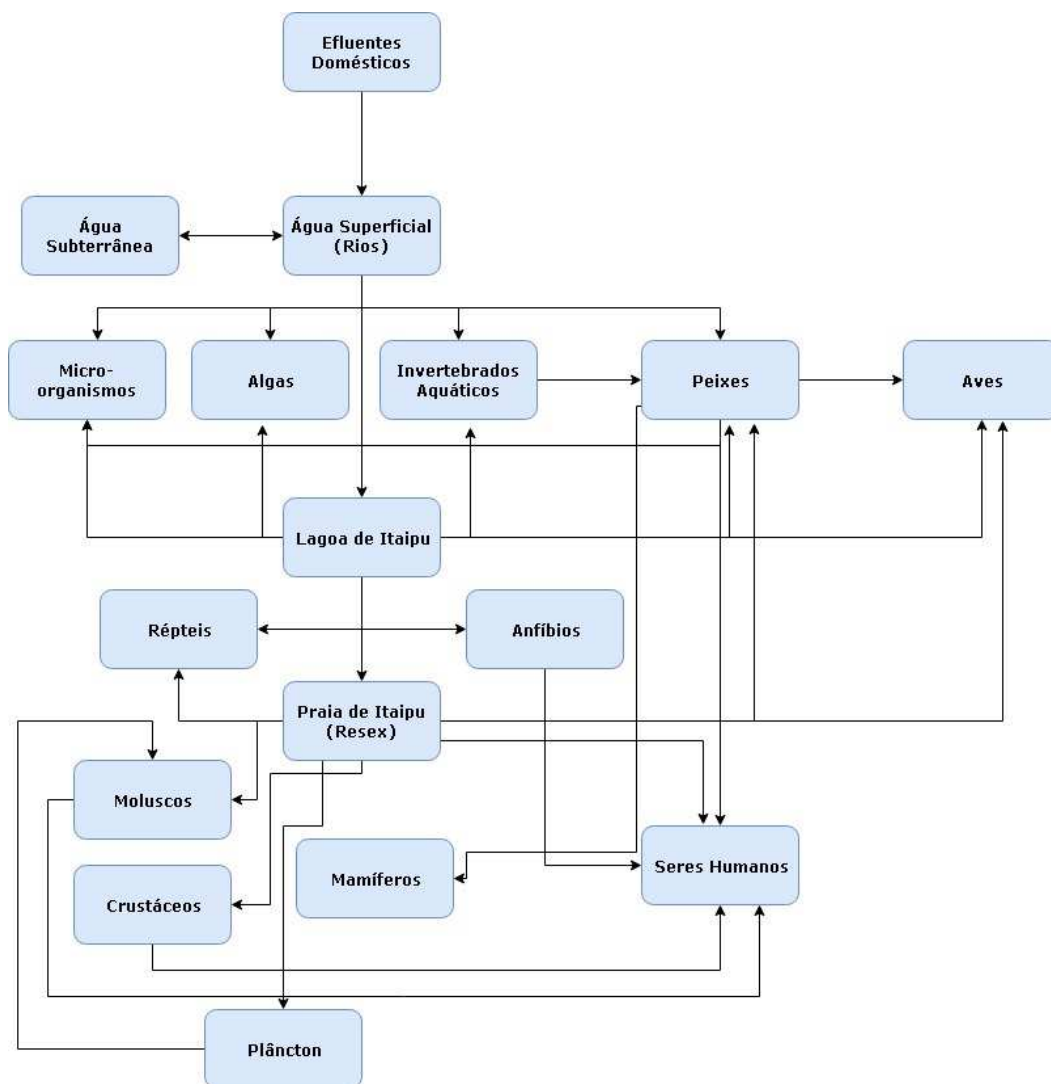 Efluentes
Domésticos
Água
Subterrânea
Água Superficial
(Rios)
Micro-
organismos
Algas
Invertebrados
Aquáticos
Peixes
Aves
Lagoa de Itaipu
Répteis
Anfíbios
Praia de Itaipu
(Resex)
Moluscos
Mamíferos
Seres Humanos
Crustáceos
Plâncton